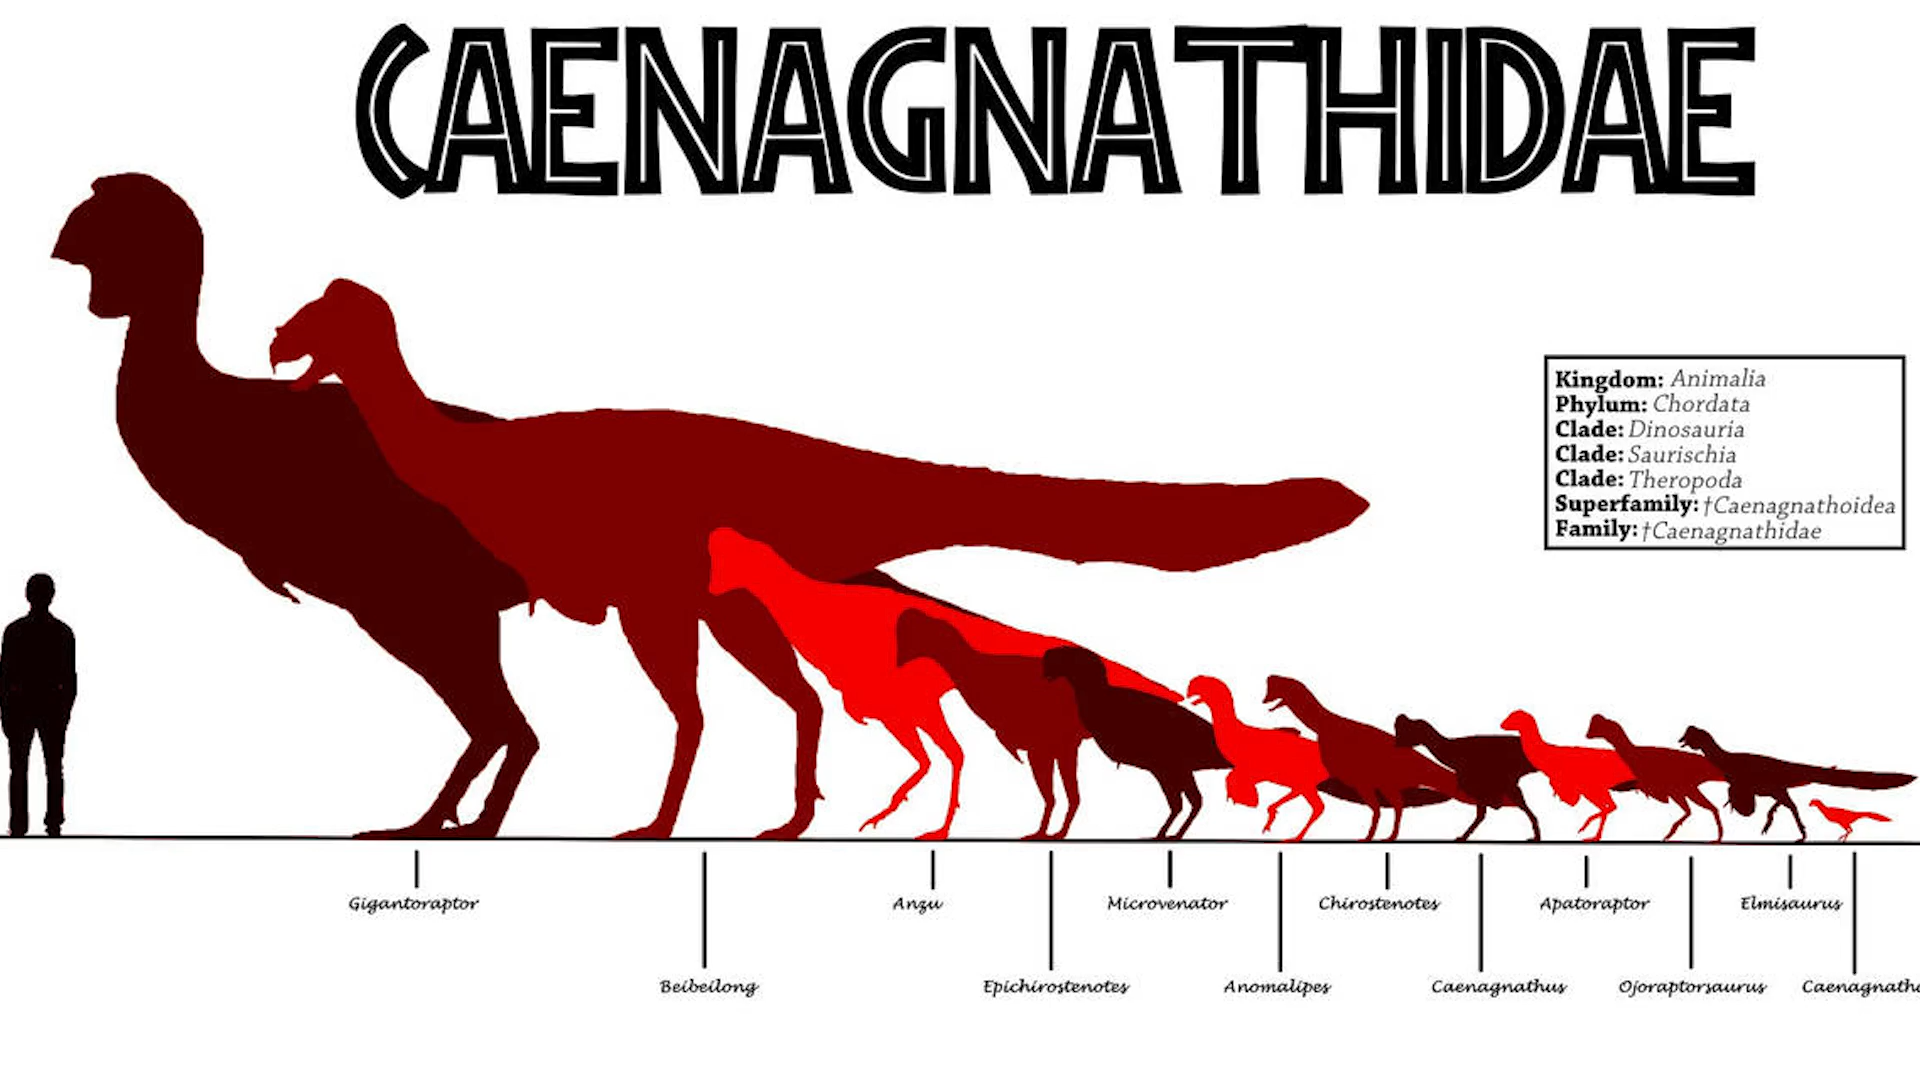 CAENAGNATHIDAE
Kingdom: Animalia
Phylum: Chordata
Clade: Dinosauria
Clade: Saurischia
Clade: Theropoda
Superfamily: †Caenagnathoidea
Family: †Caenagnathidae
Gigantoraptor
Anzu
Microvenator
Chirostenotes
Apatoraptor
Elmisaurus
Beibeilong
Epichirostenotes
Anomalipes
Caenagnathus
Ojoraptorsaurus